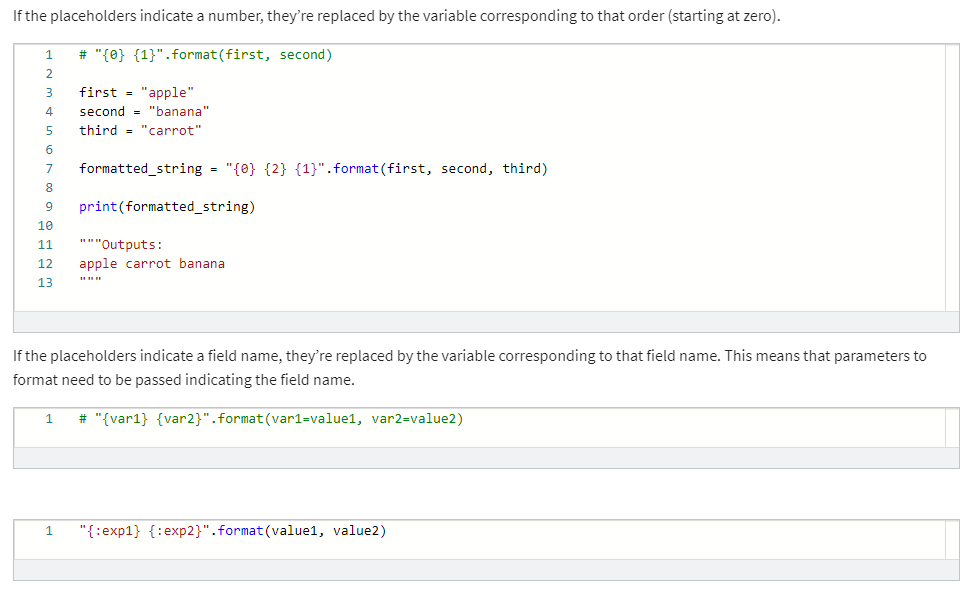 If the placeholders indicate a number, they’re replaced by the variable corresponding to that order (starting at zero).
1 # "{0} {1}".format(first, second)
2
3 first = "apple"
4 second = "banana"
5 third = "carrot"
6
7 formatted_string = "{0} {2} {1}".format(first, second, third)
8
9 print(formatted_string)
10
11 """Outputs:
12 apple carrot banana
13 """
If the placeholders indicate a field name, they’re replaced by the variable corresponding to that field name. This means that parameters to
format need to be passed indicating the field name.
1 # "{var1} {var2}".format(var1=value1, var2=value2)
1 "{:exp1} {:exp2}".format(value1, value2)